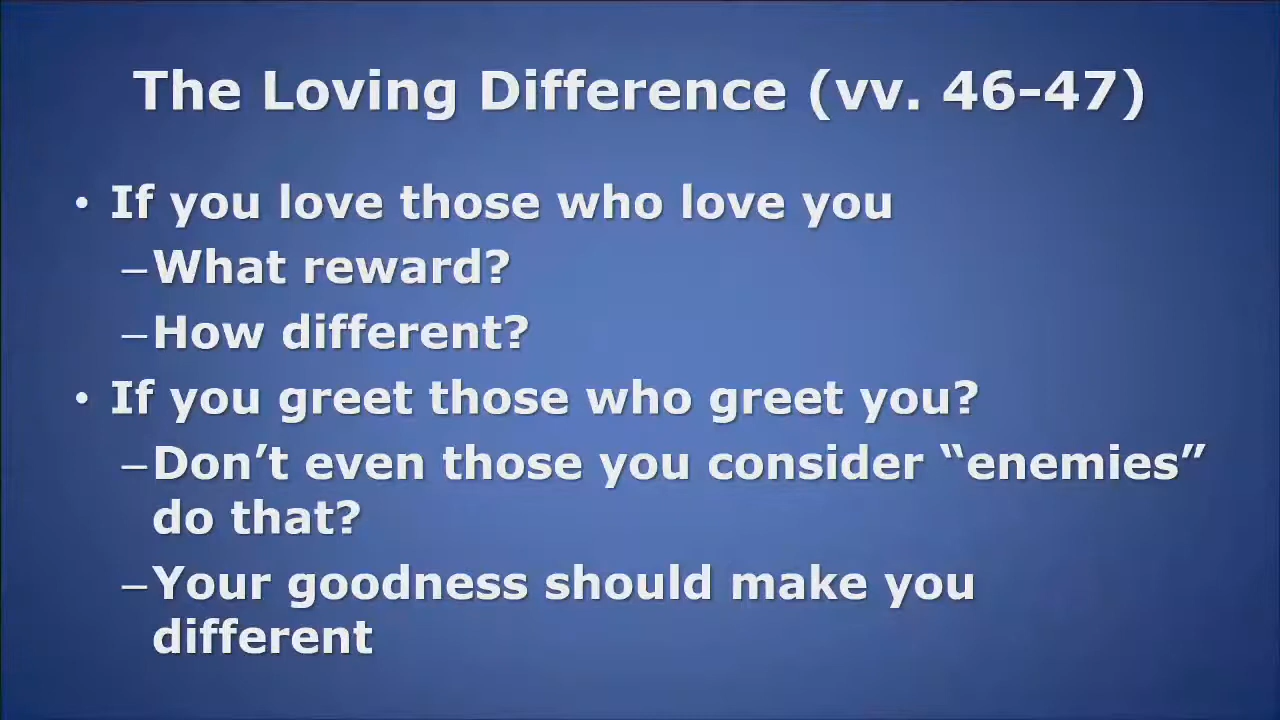 The Loving Difference (vv. 46-47)
• If you love those who love you
–What reward?
–How different?
• If you greet those who greet you?
–Don’t even those you consider “enemies”
do that?
–Your goodness should make you
different